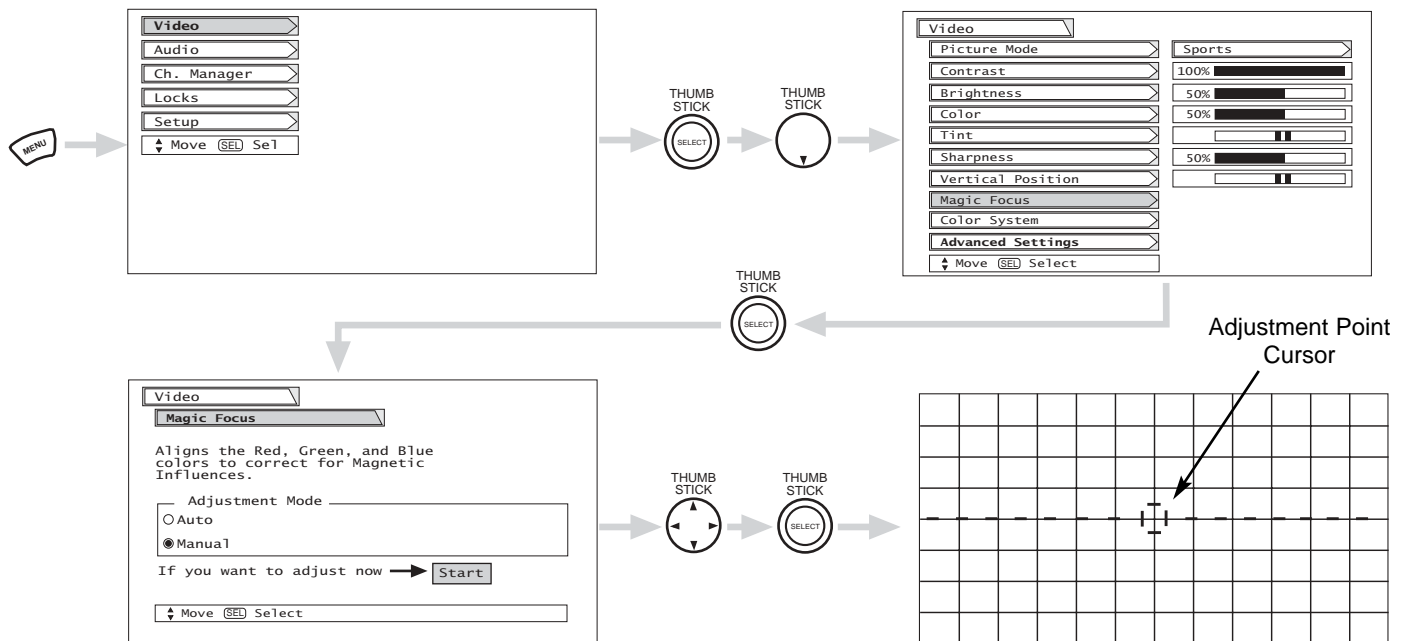 MENU
Video
Audio
Ch. Manager
Locks
Setup
Move SEL Sel
THUMB
STICK
SELECT
THUMB
STICK
Video
Picture Mode
Sports
Contrast
100%
Brightness
50%
Color
50%
Tint
Sharpness
50%
Vertical Position
Magic Focus
Color System
Advanced Settings
Move SEL Select
THUMB
STICK
SELECT
Video
Magic Focus
Aligns the Red, Green, and Blue
colors to correct for Magnetic
Influences.
Adjustment Mode
Auto
Manual
If you want to adjust now Start
Move SEL Select
THUMB
STICK
THUMB
STICK
SELECT
Adjustment Point
Cursor